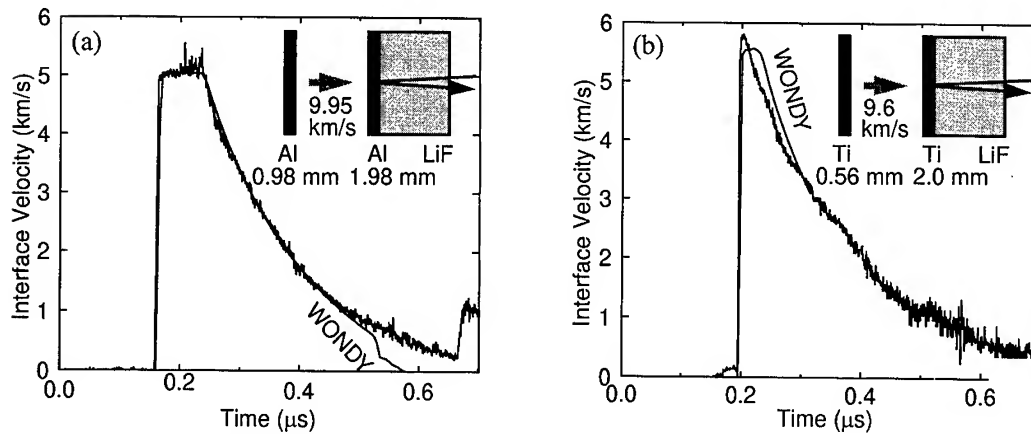 (a)
Interface Velocity (km/s)
6
5
4
3
2
1
0
0.0
0.2
0.4
0.6
Time (μs)
9.95
km/s
Al
Al
LiF
0.98 mm
1.98 mm
WONDY
(b)
Interface Velocity (km/s)
6
5
4
3
2
1
0
0.0
0.2
0.4
0.6
Time (μs)
WONDY
9.6
km/s
Ti
Ti
LiF
0.56 mm
2.0 mm